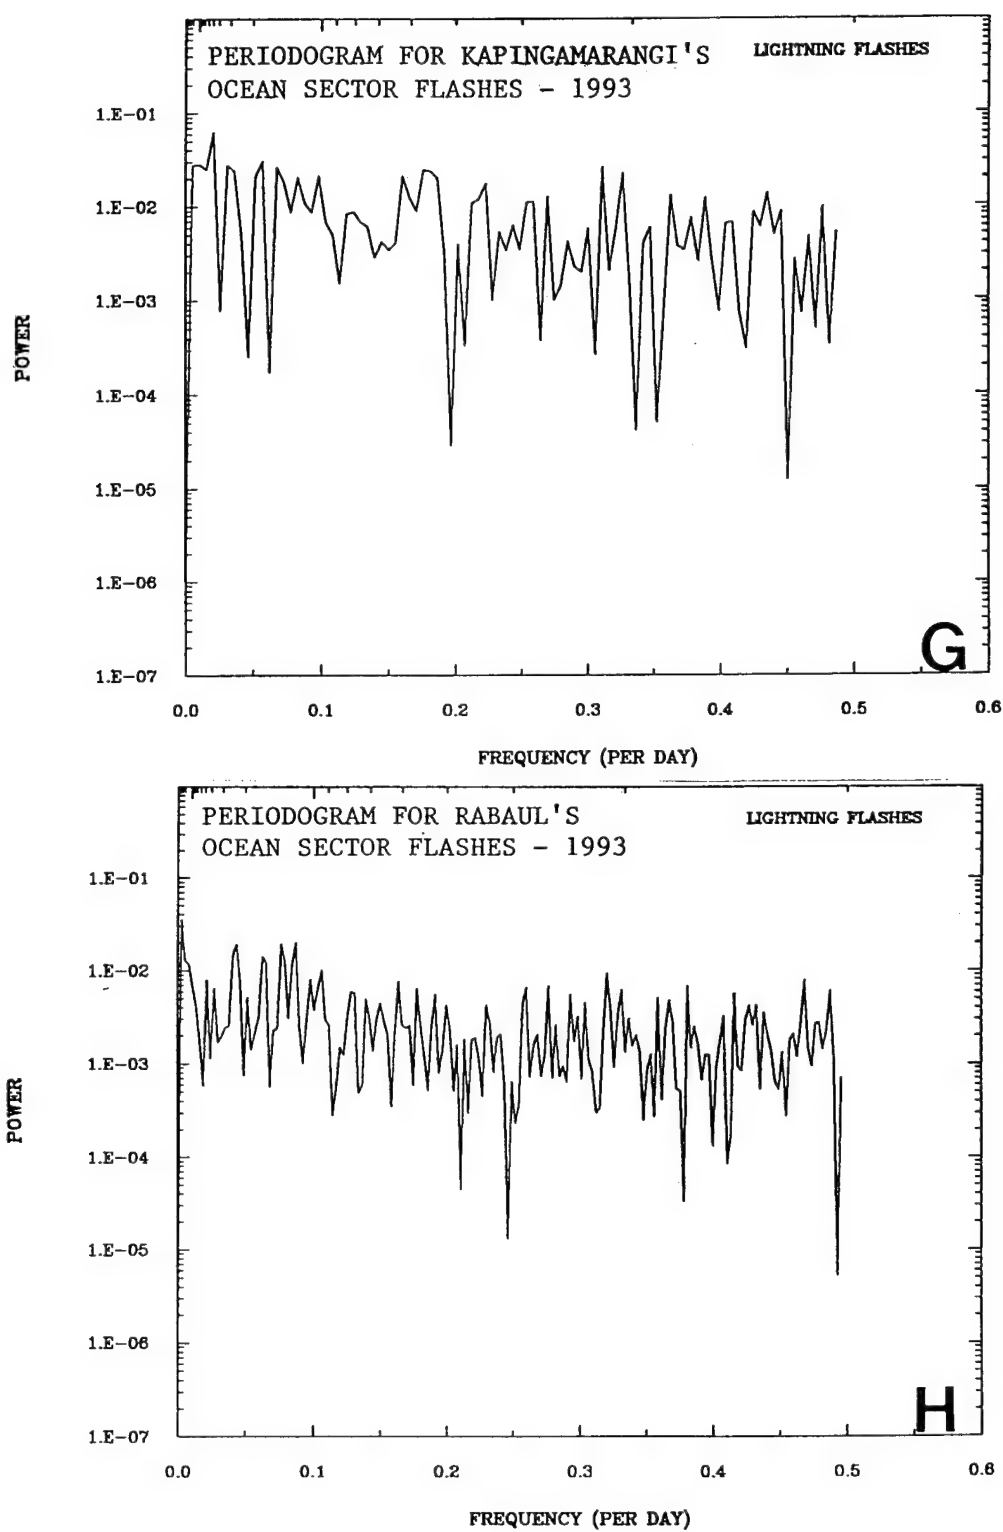 PERIODOGRAM FOR KAPINGAMARANGI'S
OCEAN SECTOR FLASHES - 1993
LIGHTNING FLASHES
1.E-01
1.E-02
1.E-03
1.E-04
1.E-05
1.E-06
1.E-07
POWER
0.0 0.1 0.2 0.3 0.4 0.5 0.6
FREQUENCY (PER DAY)
G
PERIODOGRAM FOR RABAUL'S
OCEAN SECTOR FLASHES - 1993
LIGHTNING FLASHES
1.E-01
1.E-02
1.E-03
1.E-04
1.E-05
1.E-06
1.E-07
POWER
0.0 0.1 0.2 0.3 0.4 0.5 0.6
FREQUENCY (PER DAY)
H